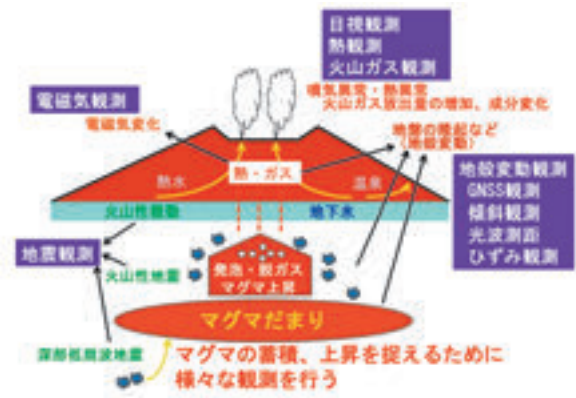 目視観測
熱観測
火山ガス観測
電磁気観測
噴気異常・熱異常
火山ガス放出量の増加、成分変化
電磁気変化
地盤の隆起など
(地殻変動)
熱・ガス
熱水
温泉
地殻変動観測
GNSS観測
傾斜観測
光波測距
ひずみ観測
火山性微動
地下水
地震観測
火山性地震
発泡・脱ガス
マグマ上昇
マグマだまり
深部低周波地震
マグマの蓄積、上昇を捉えるために
様々な観測を行う